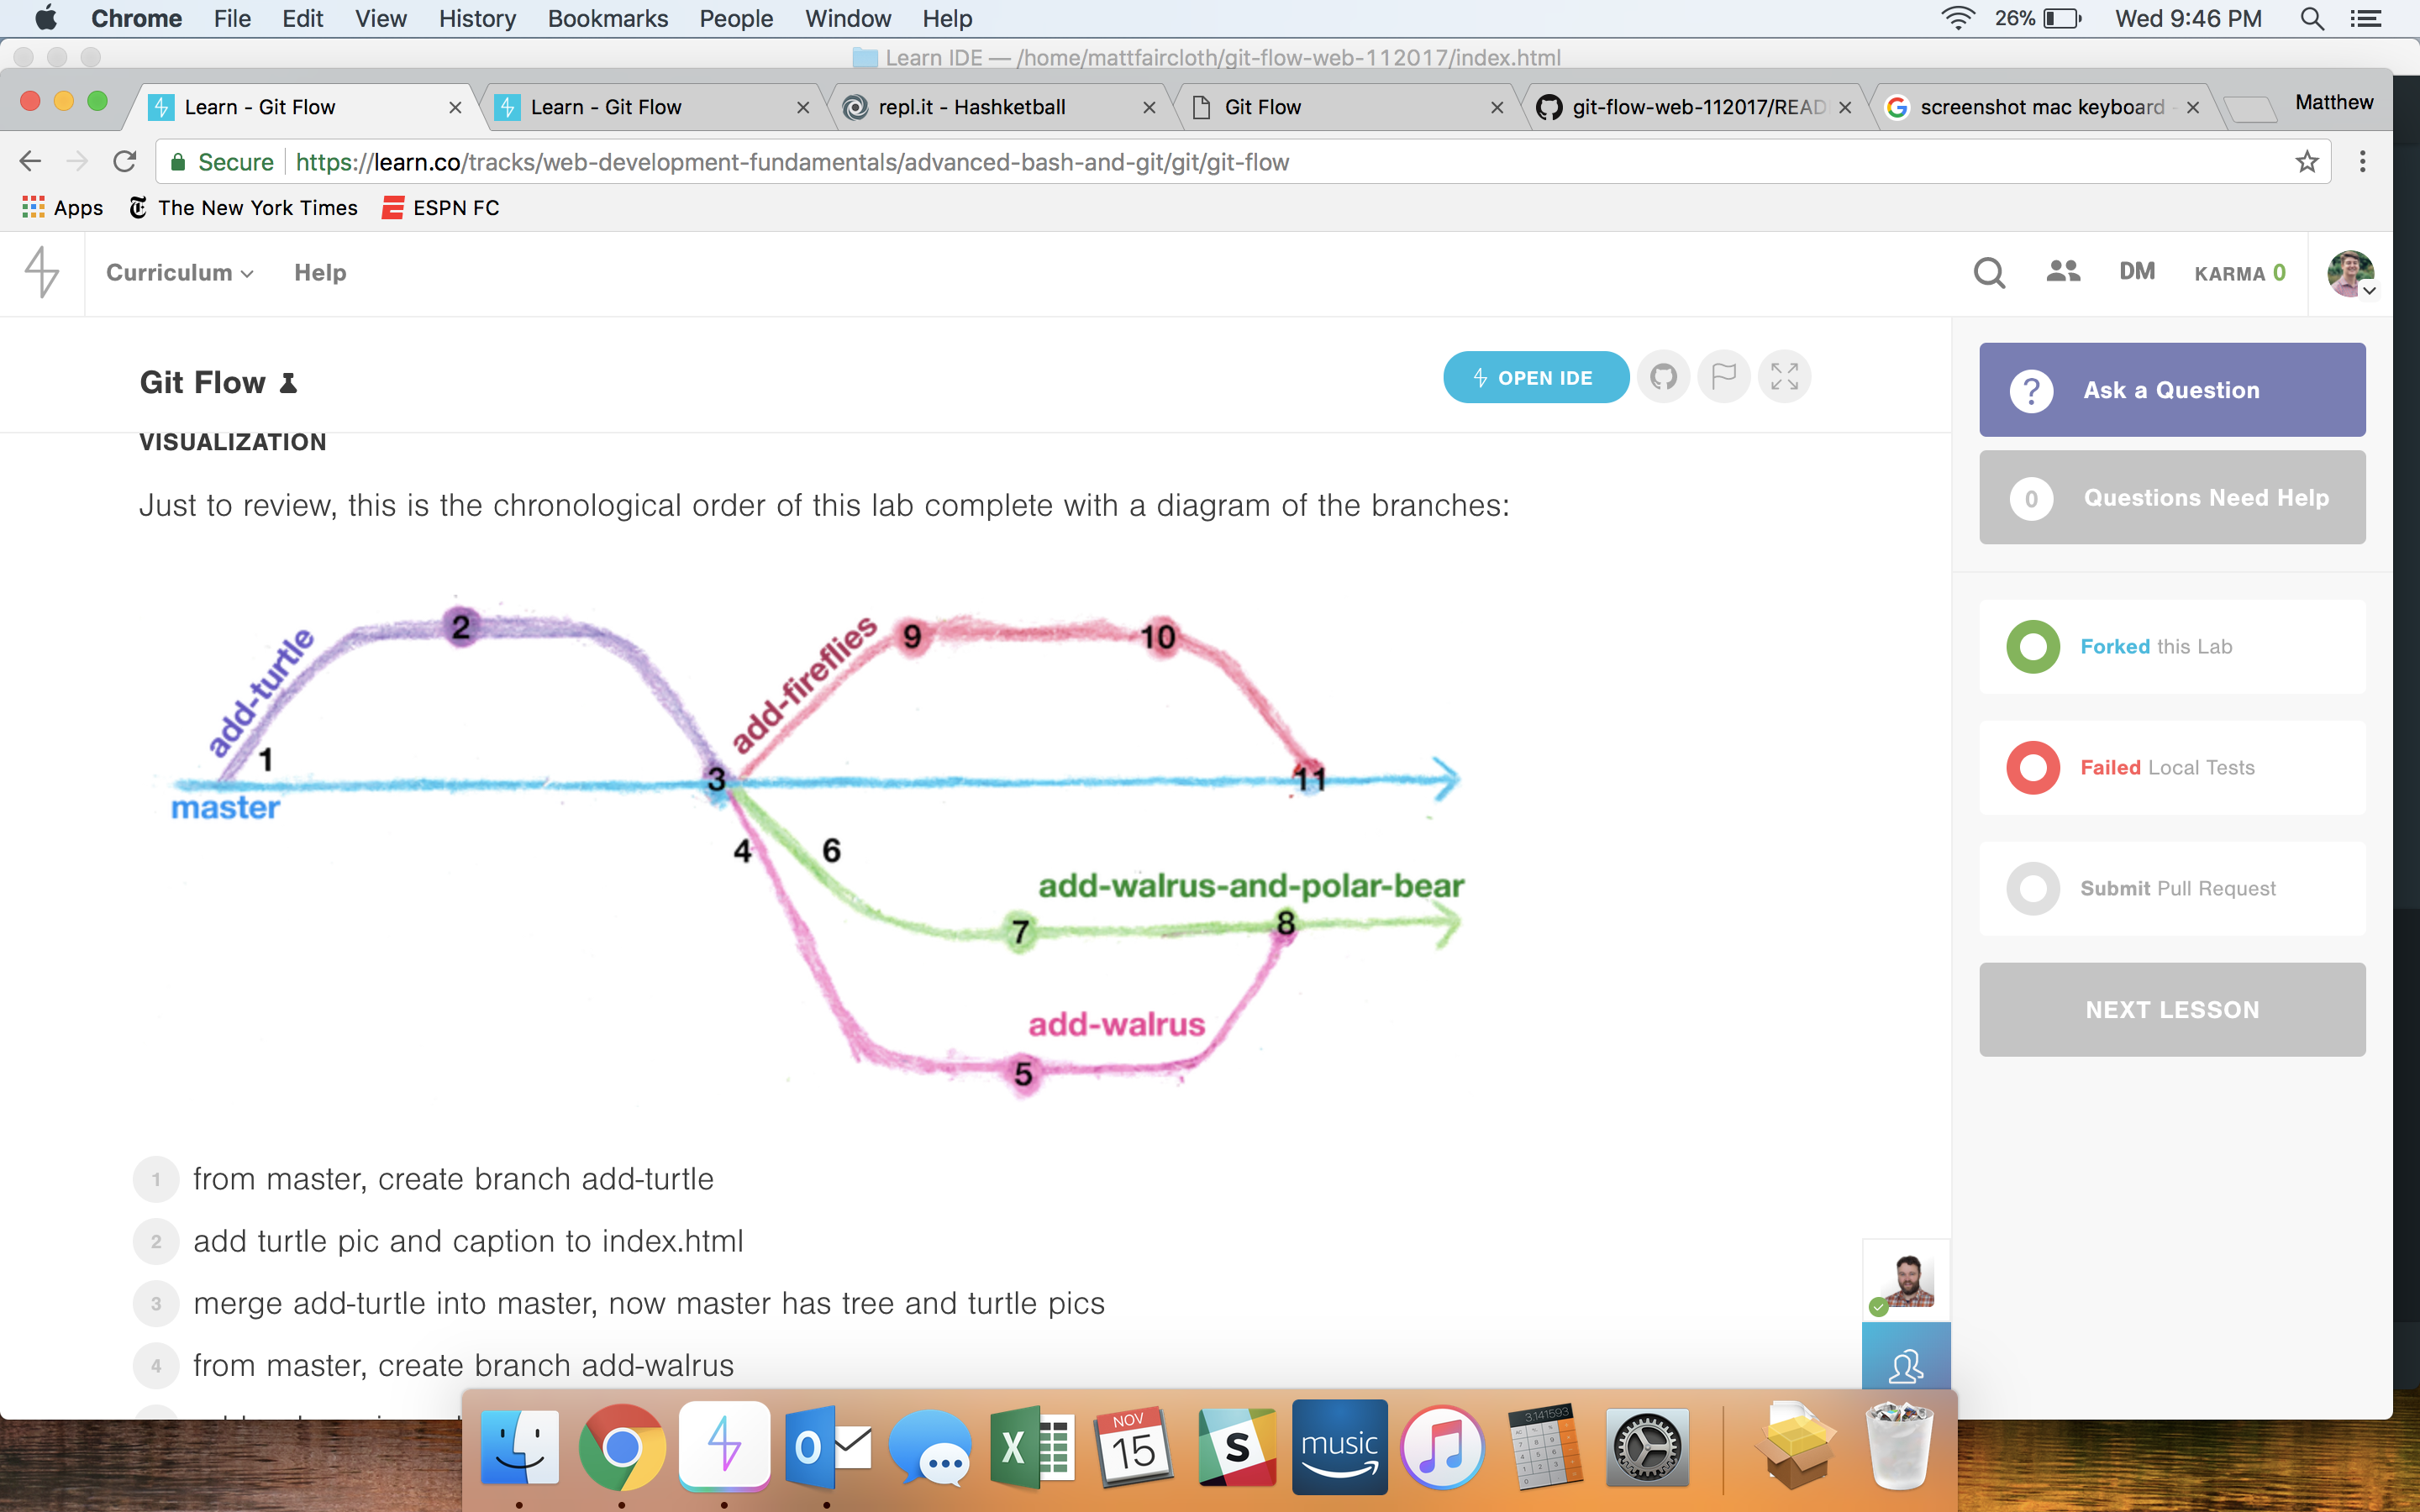 Chrome File Edit View History Bookmarks People Window Help 26% Wed 9:46 PM
Learn IDE — /home/mattfaircloth/git-flow-web-112017/index.html
Learn - Git Flow Learn - Git Flow repl.it - Hashketball Git Flow git-flow-web-112017/READ screenshot mac keyboard - Matthew
Secure https://learn.co/tracks/web-development-fundamentals/advanced-bash-and-git/git/git-flow
Apps The New York Times ESPN FC
Curriculum Help DM KARMA 0
Git Flow OPEN IDE
? Ask a Question
VISUALIZATION
0 Questions Need Help
Just to review, this is the chronological order of this lab complete with a diagram of the branches:
add-turtle
1
2
master
3
add-fireflies
9
10
11
4
6
add-walrus-and-polar-bear
7
8
add-walrus
5
Forked this Lab
Failed Local Tests
Submit Pull Request
NEXT LESSON
1 from master, create branch add-turtle
2 add turtle pic and caption to index.html
3 merge add-turtle into master, now master has tree and turtle pics
4 from master, create branch add-walrus
NOV
15
S
music
3.141593